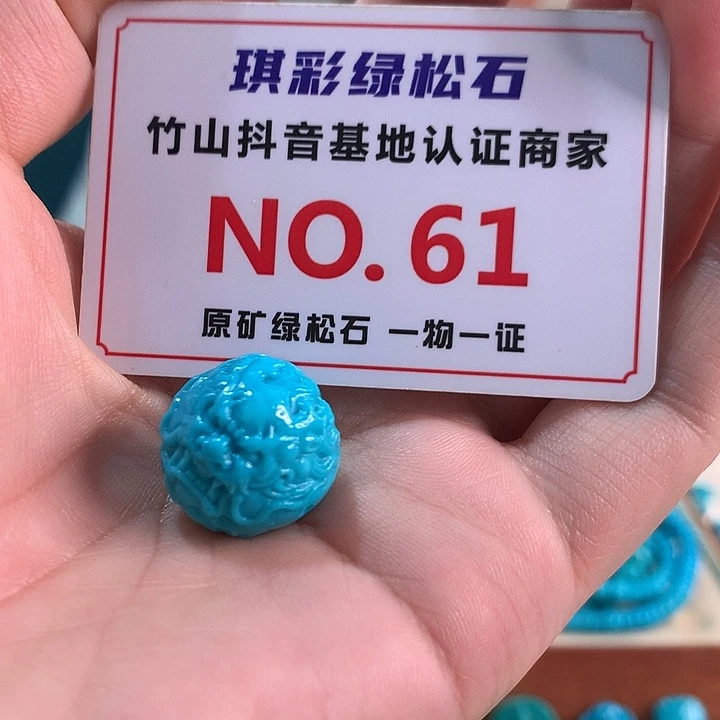 琪彩绿松石
竹山抖音基地认证商家
NO.61
原矿绿松石 一物一证